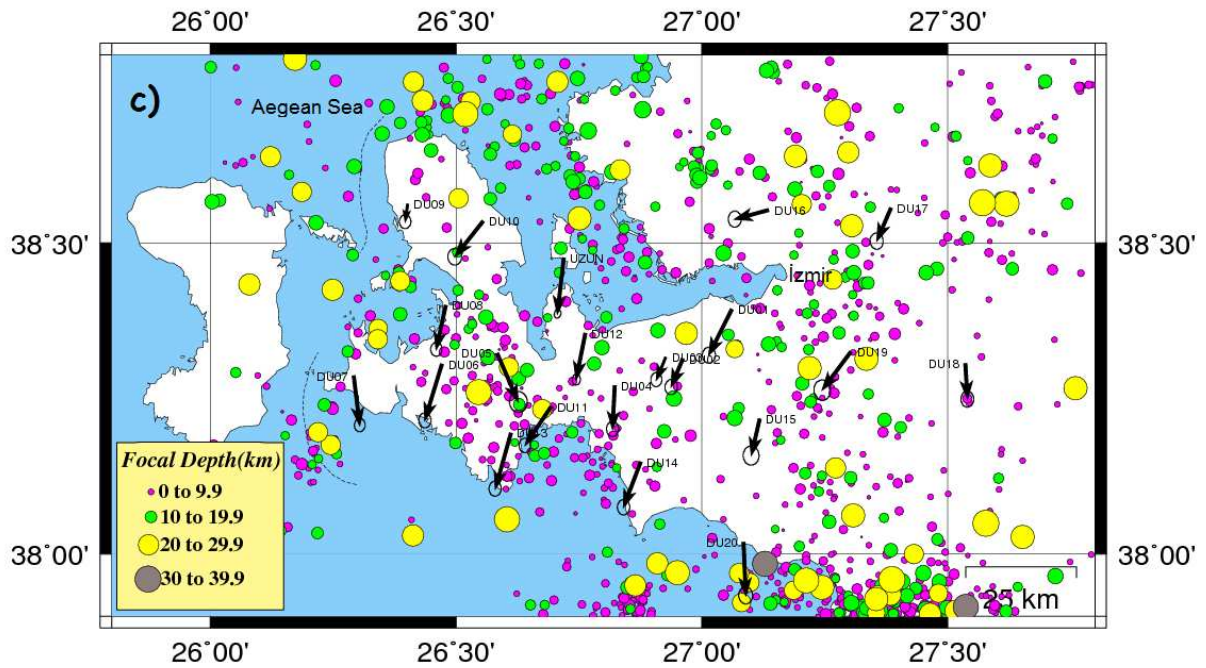 26˚00' 26˚30' 27˚00' 27˚30'
c)
Aegean Sea
DU09
DU10
DU16
DU17
38˚30' 38˚30'
UZUN
İzmir
DU08
DU01
DU12
DU05
DU03
DU02
DU19
DU06
DU18
DU07
DU04
DU11
DU15
DU13
DU14
Focal Depth(km)
0 to 9.9
10 to 19.9
20 to 29.9
30 to 39.9
DU20
38˚00' 38˚00'
25 km
26˚00' 26˚30' 27˚00' 27˚30'